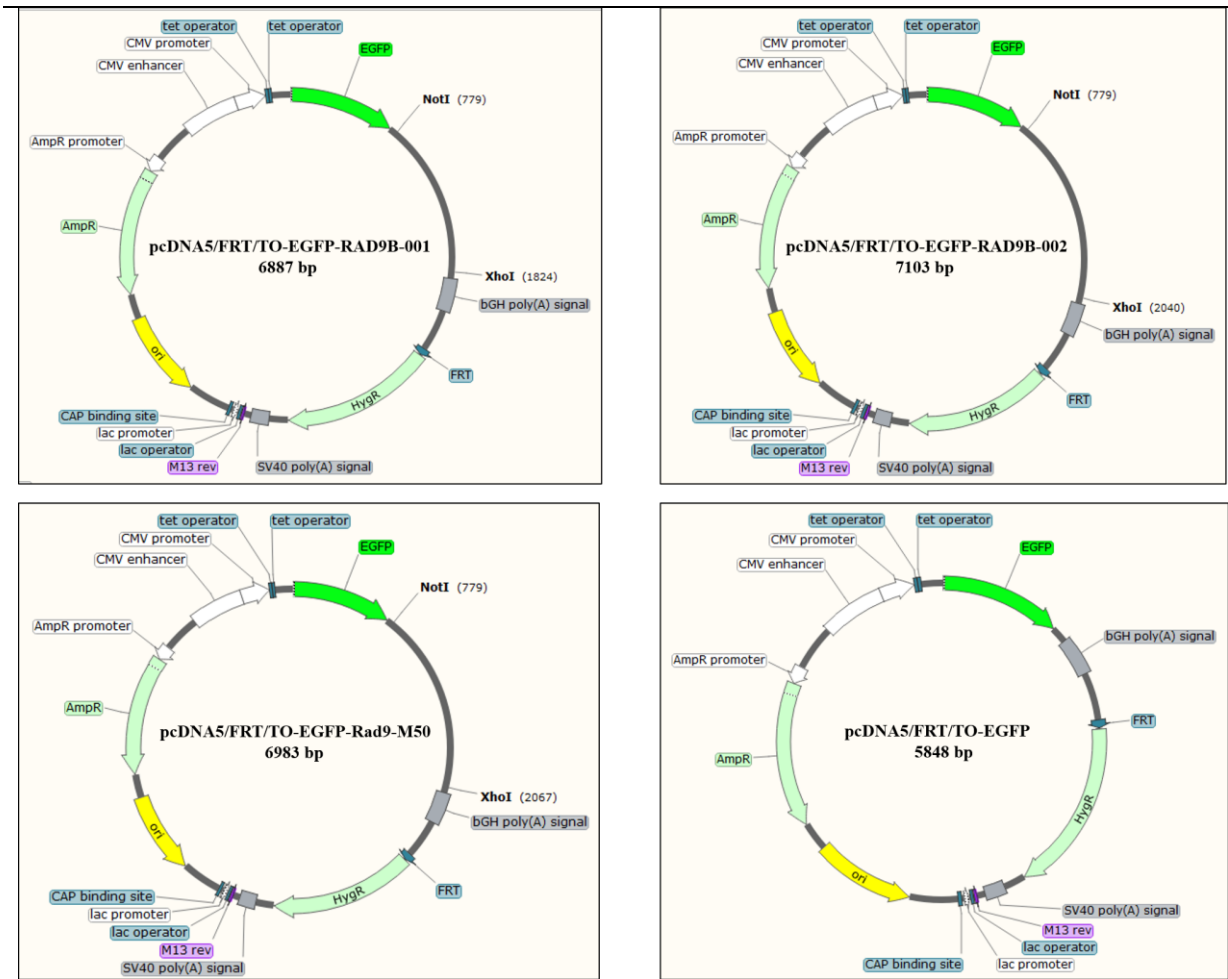 tet operator
tet operator
CMV promoter
EGFP
CMV enhancer
NotI (779)
AmpR promoter
AmpR
pcDNA5/FRT/TO-EGFP-RAD9B-001
6887 bp
XhoI (1824)
bGH poly(A) signal
ori
FRT
HygR
CAP binding site
lac promoter
lac operator
M13 rev
SV40 poly(A) signal
tet operator
tet operator
CMV promoter
EGFP
CMV enhancer
NotI (779)
AmpR promoter
AmpR
pcDNA5/FRT/TO-EGFP-RAD9B-002
7103 bp
XhoI (2040)
bGH poly(A) signal
ori
FRT
HygR
CAP binding site
lac promoter
lac operator
M13 rev
SV40 poly(A) signal
tet operator
tet operator
CMV promoter
EGFP
CMV enhancer
NotI (779)
AmpR promoter
AmpR
pcDNA5/FRT/TO-EGFP-Rad9-M50
6983 bp
XhoI (2067)
bGH poly(A) signal
ori
FRT
HygR
CAP binding site
lac promoter
lac operator
M13 rev
SV40 poly(A) signal
tet operator
tet operator
CMV promoter
EGFP
CMV enhancer
bGH poly(A) signal
AmpR promoter
FRT
pcDNA5/FRT/TO-EGFP
5848 bp
AmpR
HygR
ori
SV40 poly(A) signal
M13 rev
lac operator
CAP binding site
lac promoter